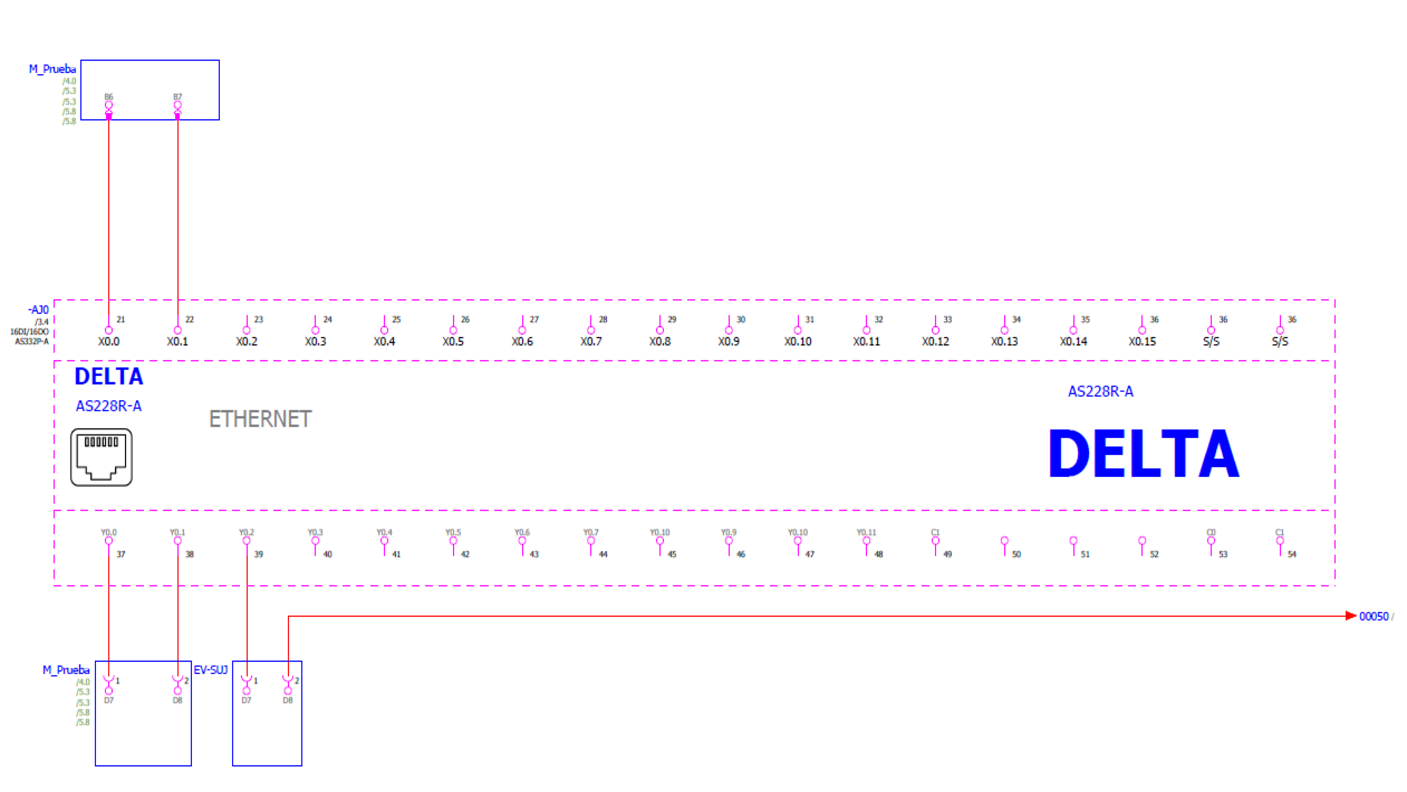 M_Prueba
/4.0
/5.3
/5.3
/5.8
/5.8
B6 B7
-AJ0
/3.4
16DI/16DO
AS332P-A
21 22 23 24 25 26 27 28 29 30 31 32 33 34 35 36 36 36
X0.0 X0.1 X0.2 X0.3 X0.4 X0.5 X0.6 X0.7 X0.8 X0.9 X0.10 X0.11 X0.12 X0.13 X0.14 X0.15 S/S S/S
DELTA
AS228R-A
ETHERNET
AS228R-A
DELTA
Y0.0 Y0.1 Y0.2 Y0.3 Y0.4 Y0.5 Y0.6 Y0.7 Y0.10 Y0.9 Y0.10 Y0.11 C1 C0 C1
37 38 39 40 41 42 43 44 45 46 47 48 49 50 51 52 53 54
00050 /
M_Prueba
/4.0
/5.3
/5.3
/5.8
/5.8
1 2
D7 D8
EV-SUJ
1 2
D7 D8